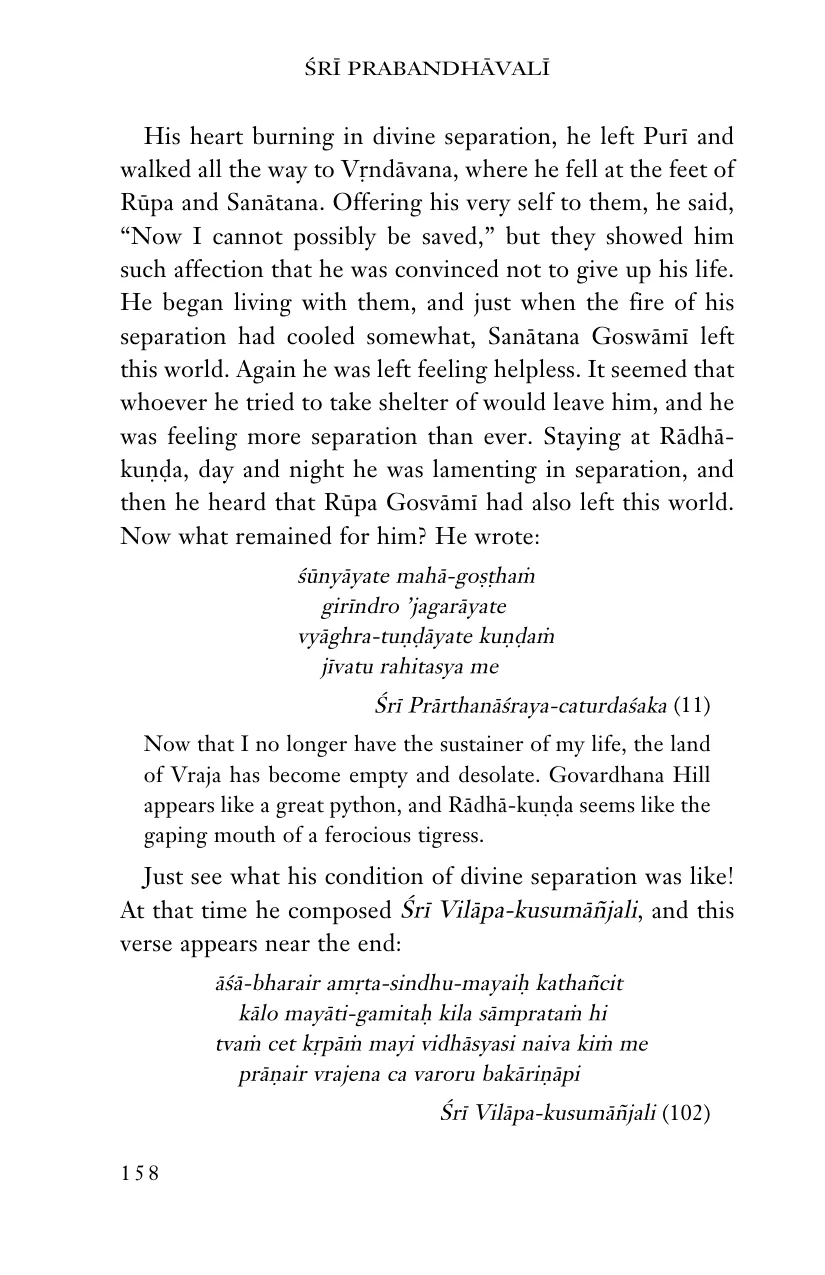 ŚRĪ PRABANDHĀVALĪ
His heart burning in divine separation, he left Purī and
walked all the way to Vṛndāvana, where he fell at the feet of
Rūpa and Sanātana. Offering his very self to them, he said,
“Now I cannot possibly be saved,” but they showed him
such affection that he was convinced not to give up his life.
He began living with them, and just when the fire of his
separation had cooled somewhat, Sanātana Goswāmī left
this world. Again he was left feeling helpless. It seemed that
whoever he tried to take shelter of would leave him, and he
was feeling more separation than ever. Staying at Rādhā-
kuṇḍa, day and night he was lamenting in separation, and
then he heard that Rūpa Gosvāmī had also left this world.
Now what remained for him? He wrote:
śūnyāyate mahā-goṣṭhaṁ
girīndro ’jagarāyate
vyāghra-tuṇḍāyate kuṇḍaṁ
jīvatu rahitasya me
Śrī Prārthanāśraya-caturdaśaka (11)
Now that I no longer have the sustainer of my life, the land
of Vraja has become empty and desolate. Govardhana Hill
appears like a great python, and Rādhā-kuṇḍa seems like the
gaping mouth of a ferocious tigress.
Just see what his condition of divine separation was like!
At that time he composed Śrī Vilāpa-kusumāñjali, and this
verse appears near the end:
āśā-bharair amṛta-sindhu-mayaiḥ kathañcit
kālo mayāti-gamitaḥ kila sāmprataṁ hi
tvaṁ cet kṛpāṁ mayi vidhāsyasi naiva kiṁ me
prāṇair vrajena ca varoru bakāriṇāpi
Śrī Vilāpa-kusumāñjali (102)
158